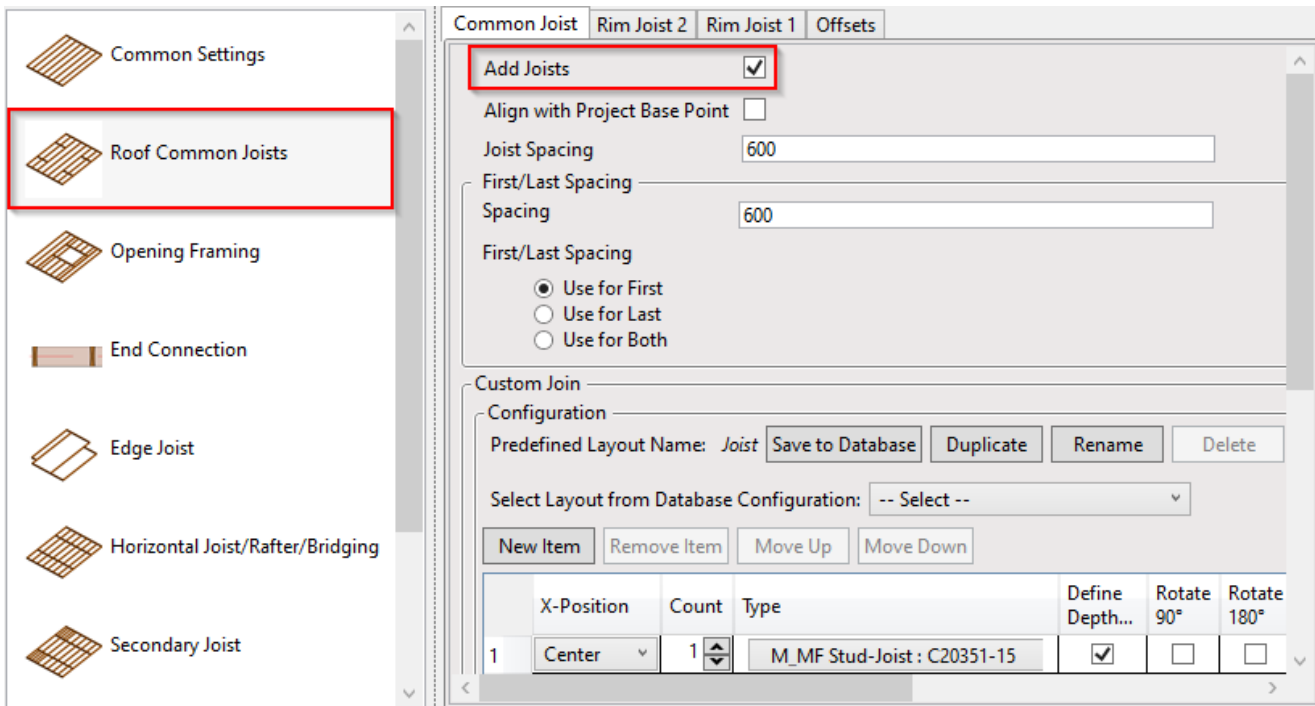 Common Settings
Roof Common Joists
Opening Framing
End Connection
Edge Joist
Horizontal Joist/Rafter/Bridging
Secondary Joist
Common Joist Rim Joist 2 Rim Joist 1 Offsets
Add Joists
Align with Project Base Point
Joist Spacing 600
First/Last Spacing
Spacing 600
First/Last Spacing
Use for First
Use for Last
Use for Both
Custom Join
Configuration
Predefined Layout Name: Joist Save to Database Duplicate Rename Delete
Select Layout from Database Configuration: -- Select --
New Item Remove Item Move Up Move Down
X-Position Count Type Define Depth... Rotate 90° Rotate 180°
1 Center 1 M_MF Stud-Joist : C20351-15